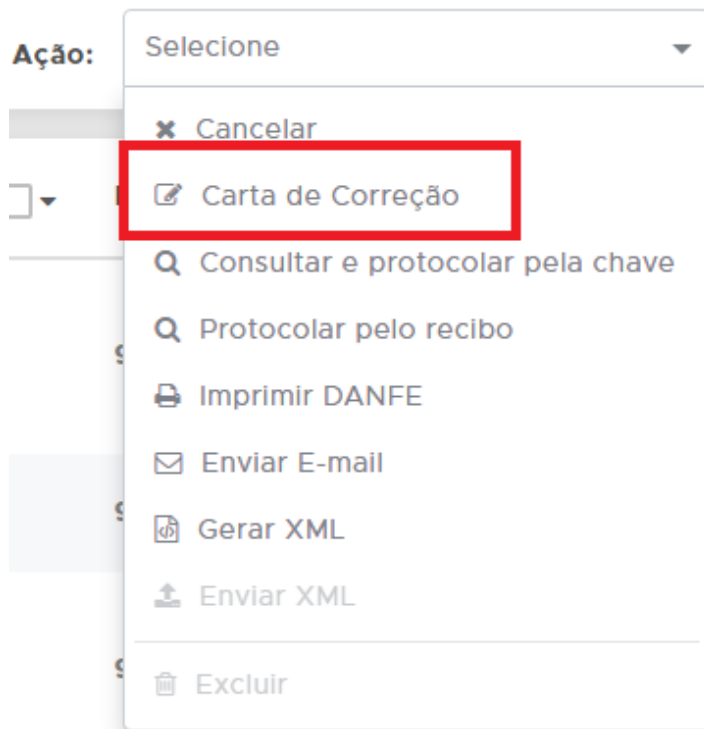 Ação:
Selecione
Cancelar
Carta de Correção
Consultar e protocolar pela chave
Protocolar pelo recibo
Imprimir DANFE
Enviar E-mail
Gerar XML
Enviar XML
Excluir